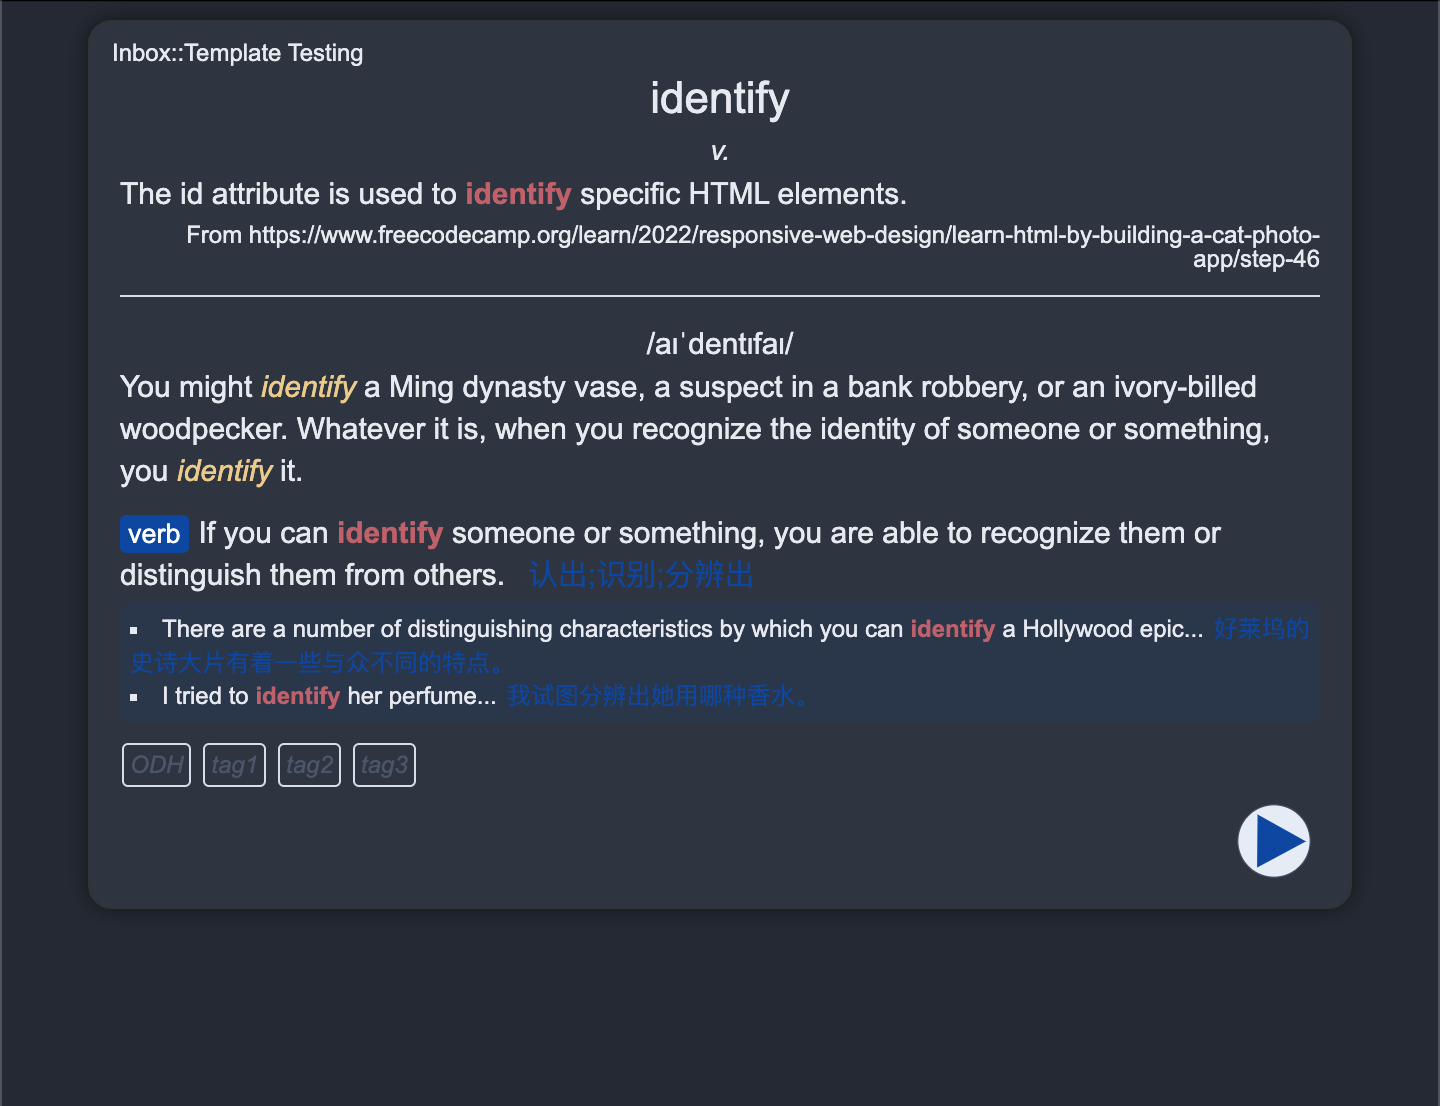 Inbox::Template Testing
identify
v.
The id attribute is used to identify specific HTML elements.
From https://www.freecodecamp.org/learn/2022/responsive-web-design/learn-html-by-building-a-cat-photo-
app/step-46
/aɪˈdentɪfaɪ/
You might identify a Ming dynasty vase, a suspect in a bank robbery, or an ivory-billed
woodpecker. Whatever it is, when you recognize the identity of someone or something,
you identify it.
verb If you can identify someone or something, you are able to recognize them or
distinguish them from others. 认出;识别;分辨出
▪ There are a number of distinguishing characteristics by which you can identify a Hollywood epic... 好莱坞的
史诗大片有着一些与众不同的特点。
▪ I tried to identify her perfume... 我试图分辨出她用哪种香水。
ODH tag1 tag2 tag3